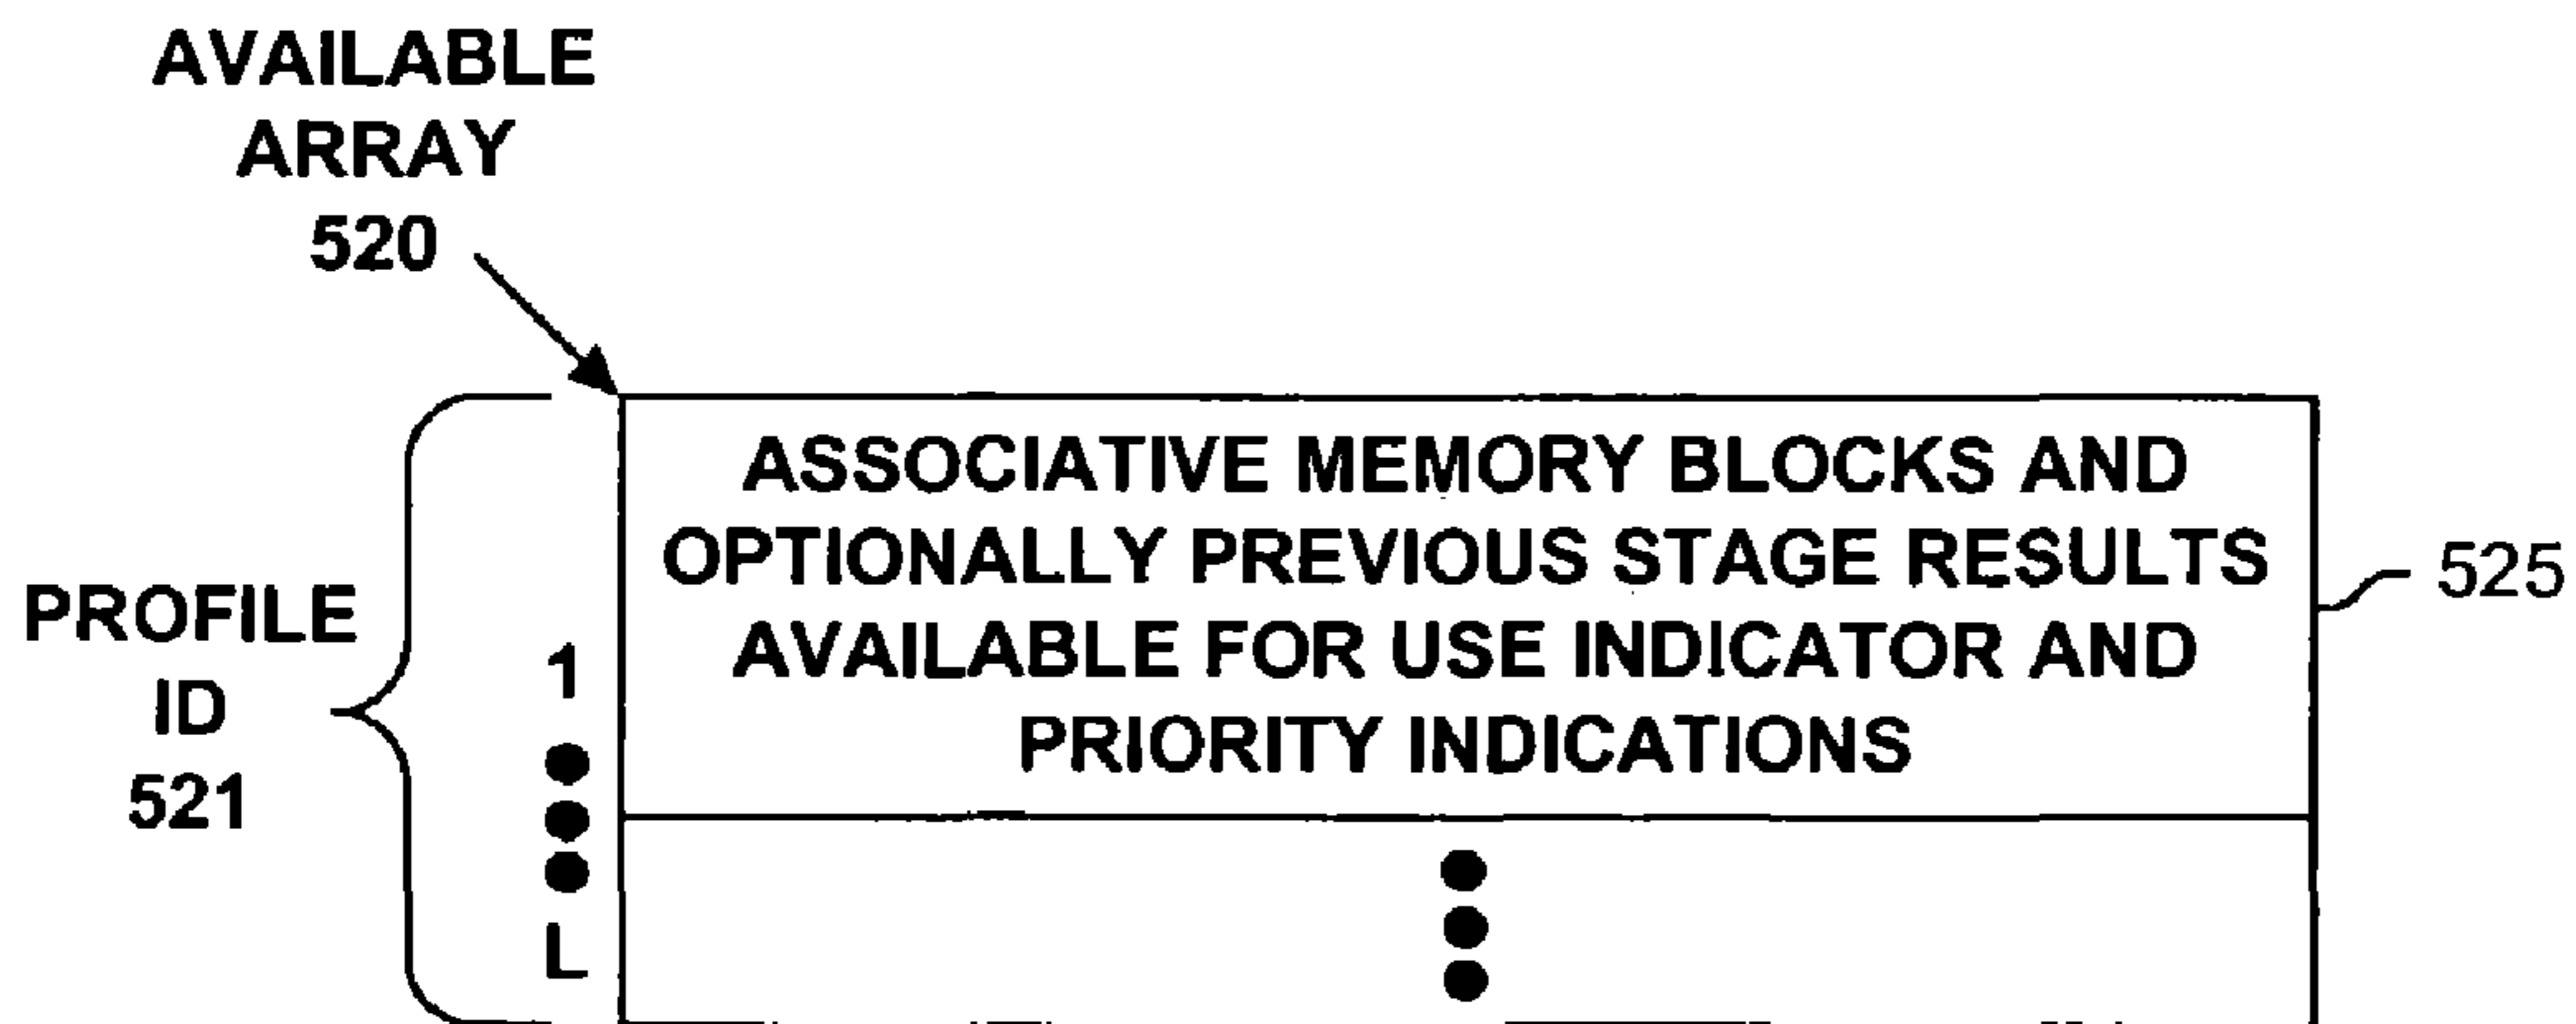 AVAILABLE
ARRAY
520
ASSOCIATIVE MEMORY BLOCKS AND
OPTIONALLY PREVIOUS STAGE RESULTS
AVAILABLE FOR USE INDICATOR AND
PRIORITY INDICATIONS
525
PROFILE
ID
521
1
L